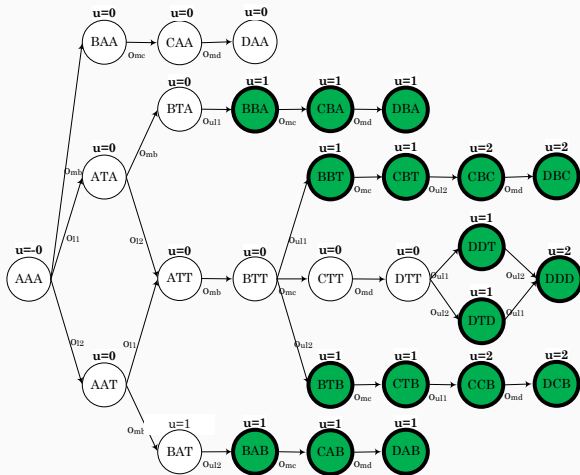 u=0 u=0 u=0
BAA CAA DAA
omc omd
u=0 u=1 u=1 u=1
BTA BBA CBA DBA
oul1 omc omd
omb
u=0 u=1 u=1 u=2 u=2
ATA BBT CBT CBC DBC
omb omc oul2 omd
ol1 ol2 oul1
u=-0 u=0 u=0 u=0 u=0 u=1 u=2
AAA ATT BTT CTT DTT DDT DDD
omb omc omd oul1 oul2
u=1
DTD
oul2 oul1
ol2 ol1 oul2
u=0 u=1 u=1 u=2 u=2
AAT BTB CTB CCB DCB
omc oul1 omd
omb
u=1 u=1 u=1 u=1
BAT BAB CAB DAB
oul2 omc omd